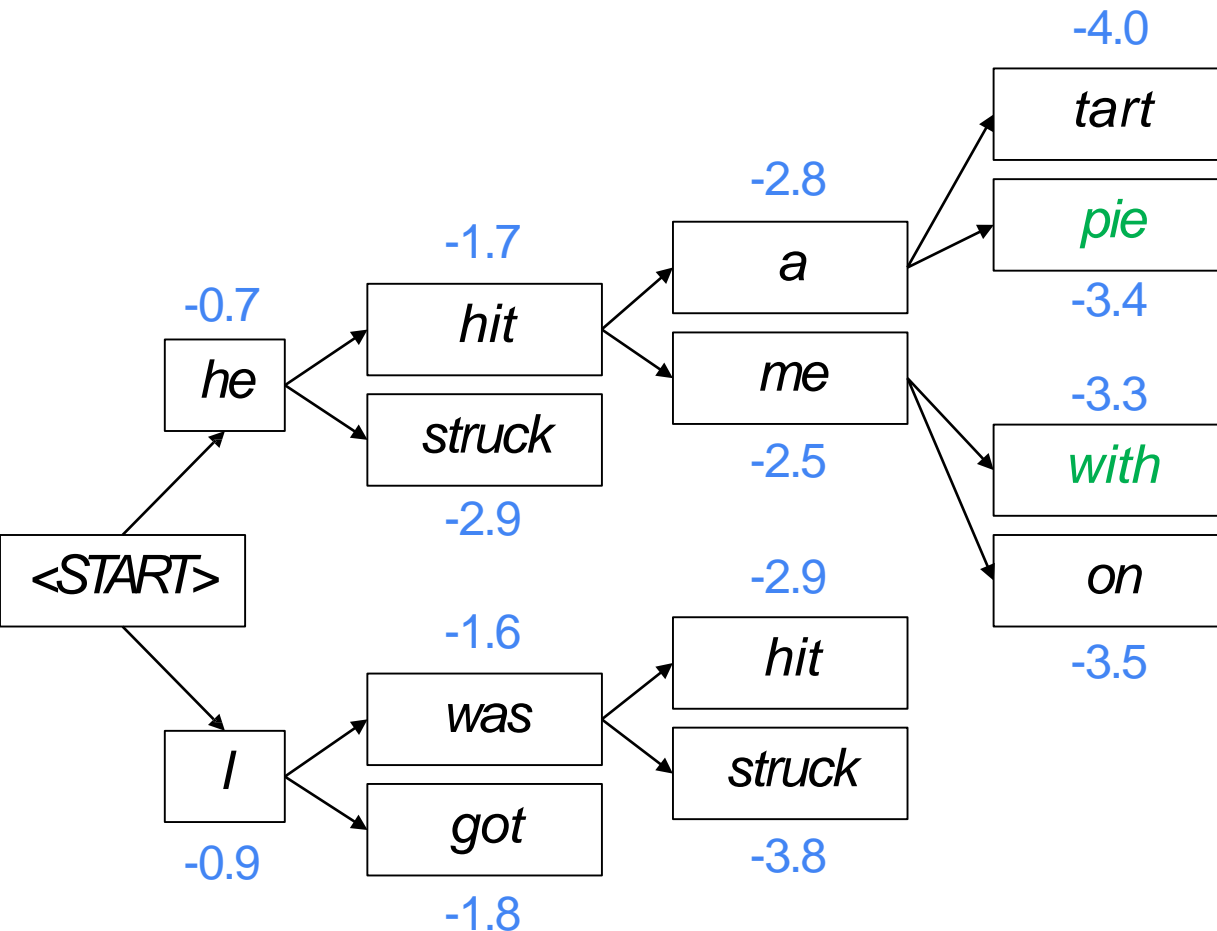 -4.0
tart
-2.8
pie
-1.7
a
-3.4
-0.7
hit
me
-3.3
he
struck
-2.5
with
-2.9
<START>
-2.9
on
-1.6
hit
-3.5
was
I
struck
got
-0.9
-3.8
-1.8